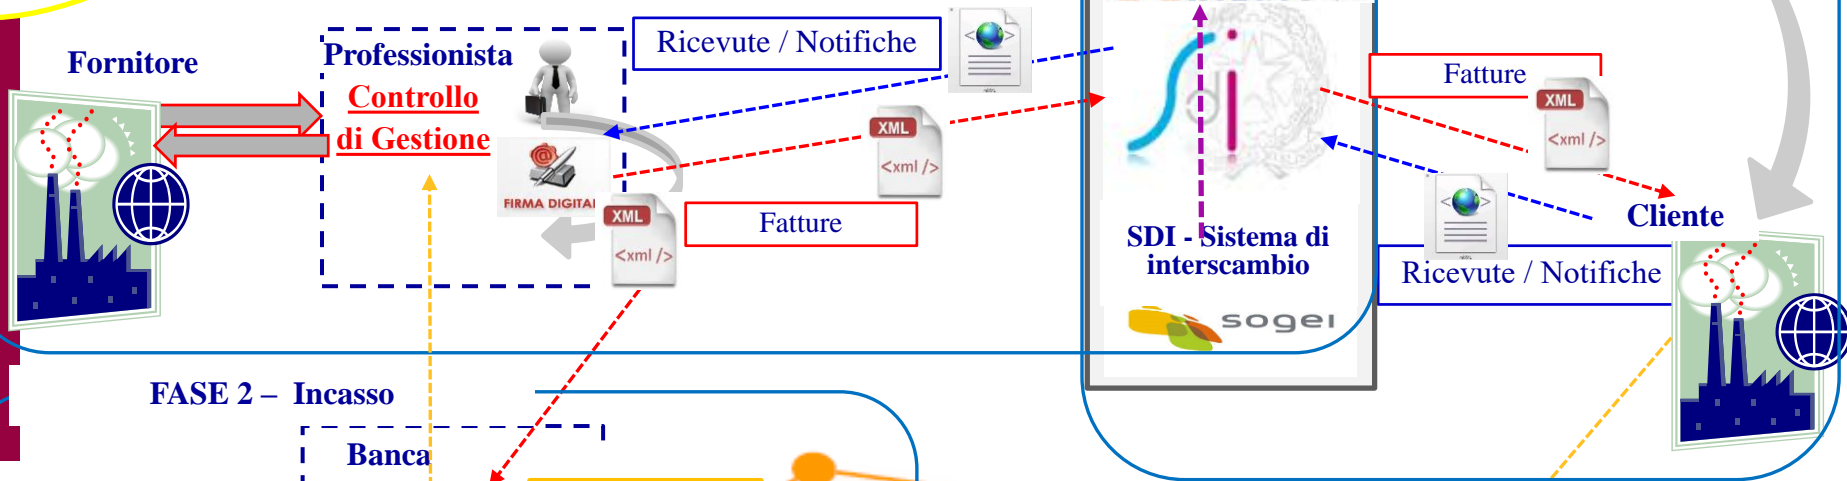 Fornitore
Professionista
Controllo
di Gestione
Ricevute / Notifiche
Fatture
XML
<xml />
XML
<xml />
FIRMA DIGITA
XML
<xml />
Fatture
SDI - Sistema di
interscambio
sogei
Cliente
Ricevute / Notifiche
FASE 2 – Incasso
Banca